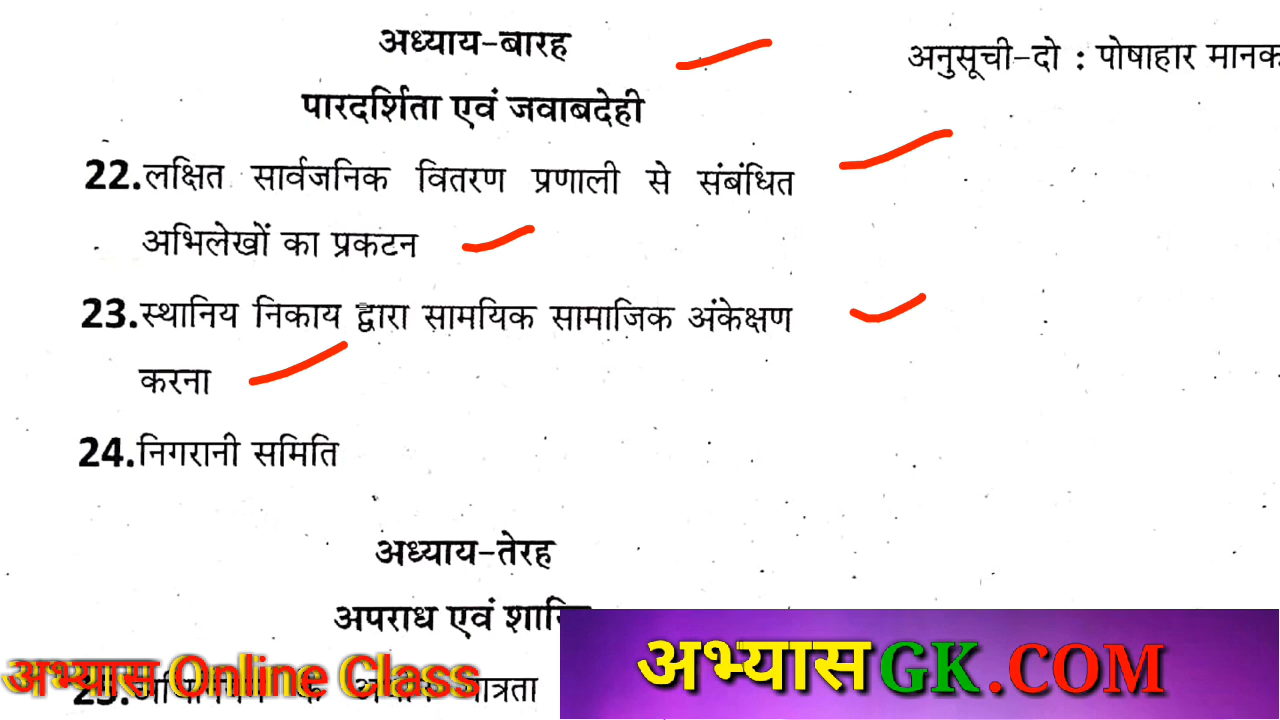 अध्याय-बारह
अनुसूची-दो : पोषाहार मानक
पारदर्शिता एवं जवाबदेही
22. लक्षित सार्वजनिक वितरण प्रणाली से संबंधित
अभिलेखों का प्रकटन
23. स्थानिय निकाय द्वारा सामयिक सामाजिक अंकेक्षण
करना
24. निगरानी समिति
अध्याय-तेरह
अपराध एवं
अभ्यास GK.COM
अभ्यास Online Class